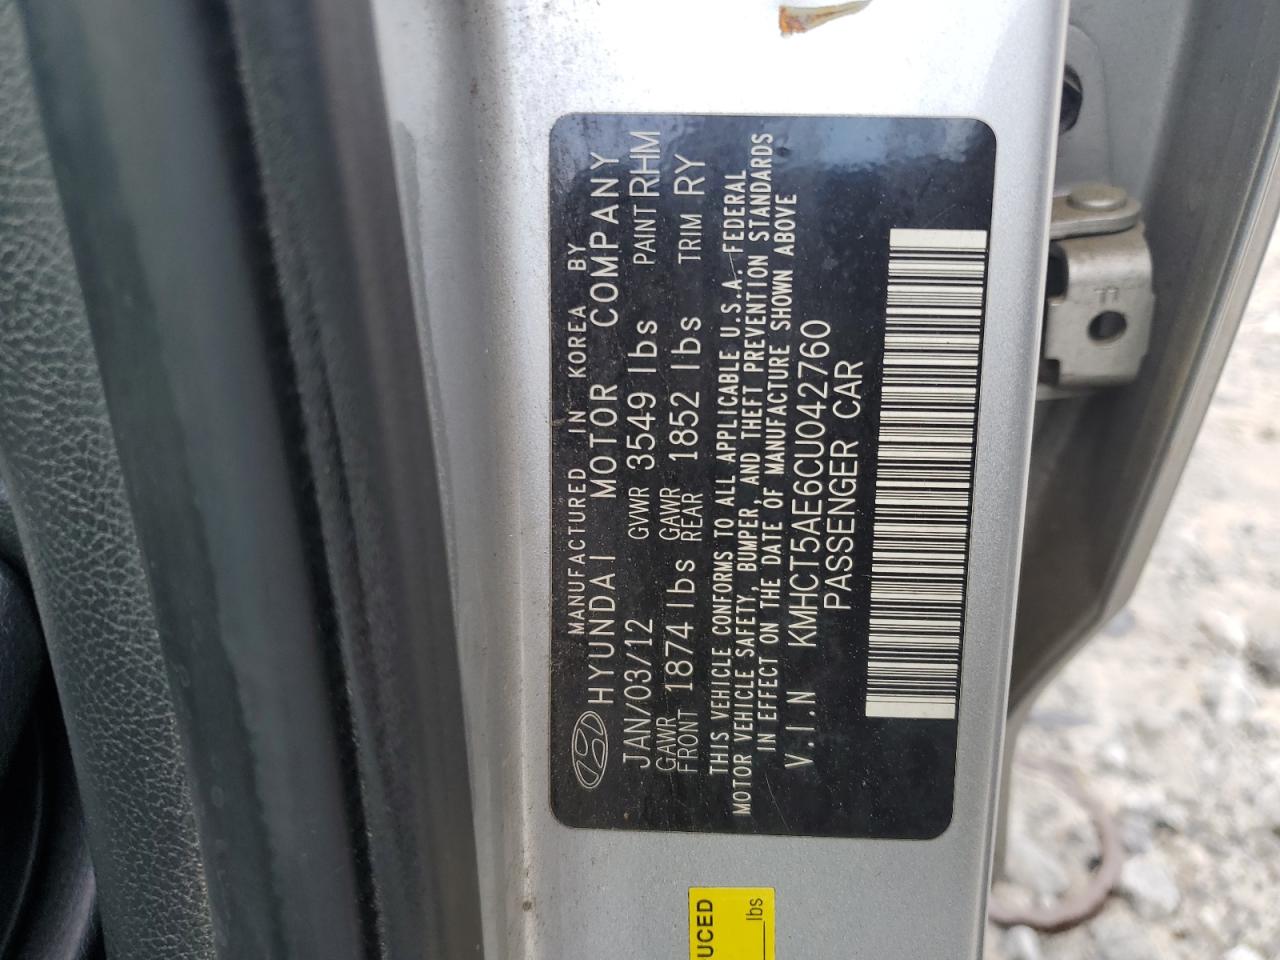 MANUFACTURED IN KOREA BY
HYUNDAI MOTOR COMPANY
JAN/03/12 GVWR 3549 lbs PAINT RHM
GAWR FRONT 1874 lbs GAWR REAR 1852 lbs TRIM RY
THIS VEHICLE CONFORMS TO ALL APPLICABLE U.S.A. FEDERAL
MOTOR VEHICLE SAFETY, BUMPER, AND THEFT PREVENTION STANDARDS
IN EFFECT ON THE DATE OF MANUFACTURE SHOWN ABOVE
V.I.N KMHCT5AE6CU042760
PASSENGER CAR
UCED
lbs